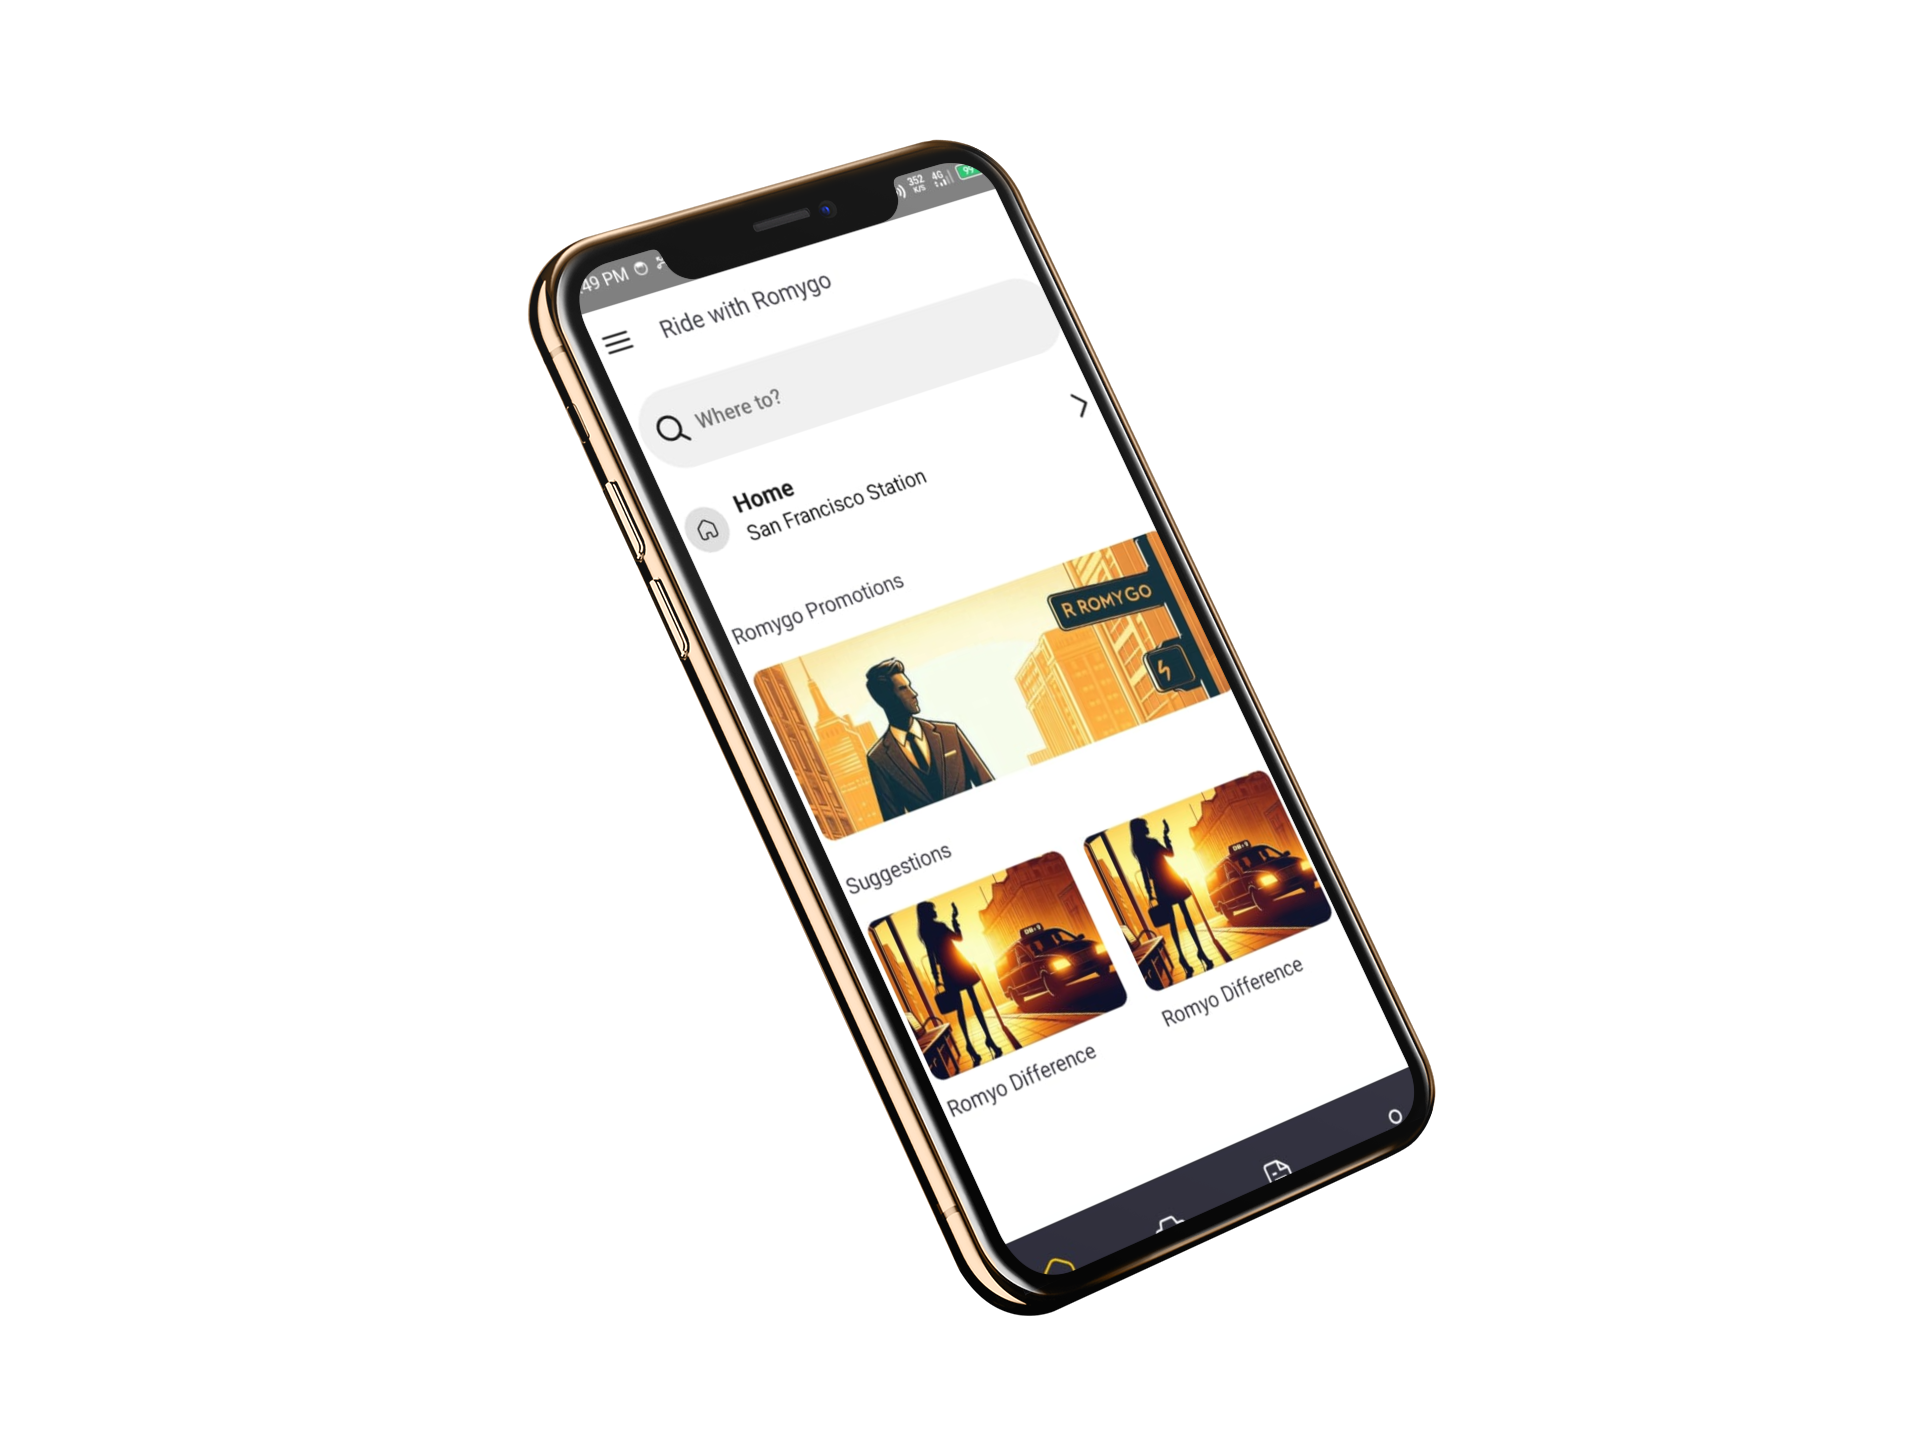 :49 PM
352
K/S
4G
99
Ride with Romygo
Where to?
Home
San Francisco Station
Romygo Promotions
R ROMYGO
Suggestions
Romyo Difference
Romyo Difference